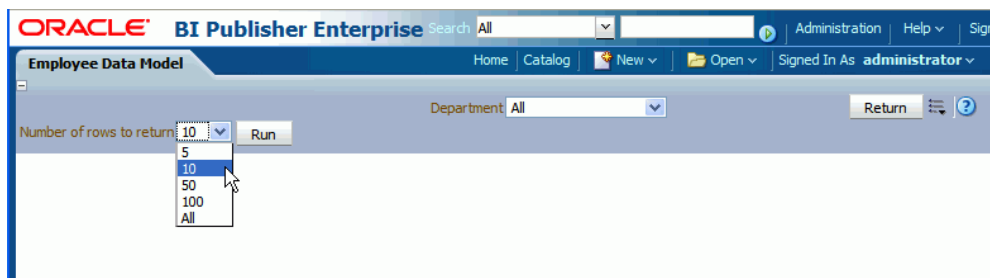 ORACLE BI Publisher Enterprise Search All Administration Help
Employee Data Model Home Catalog New Open Signed In As administrator
Department All Return
Number of rows to return 10 Run
5
10
50
100
All